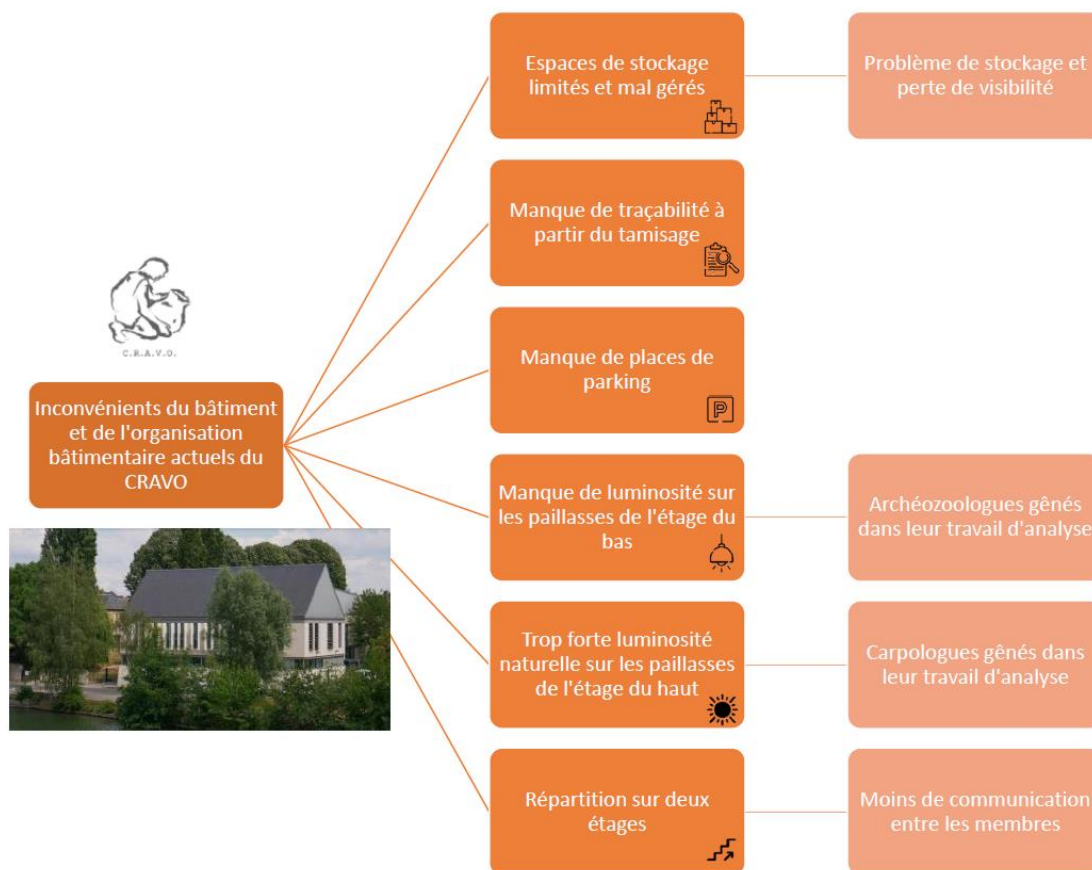 Espaces de stockage
limités et mal gérés
Problème de stockage et
perte de visibilité
Manque de traçabilité à
partir du tamisage
C.R.A.V.O.
Manque de places de
parking
P
Inconvénients du bâtiment
et de l'organisation
bâtimentaire actuels du
CRAVO
Manque de luminosité sur
les paillasses de l'étage du
bas
Archéozoologues gênés
dans leur travail d'analyse
Trop forte luminosité
naturelle sur les paillasses
de l'étage du haut
Carpologues gênés dans
leur travail d'analyse
Répartition sur deux
étages
Moins de communication
entre les membres